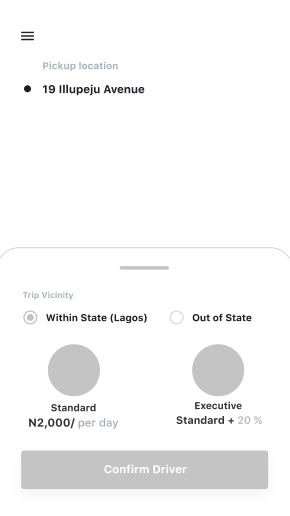 Pickup location
19 Illupeju Avenue
Trip Vicinity
Within State (Lagos)
Out of State
Standard
N2,000/ per day
Executive
Standard + 20 %
Confirm Driver